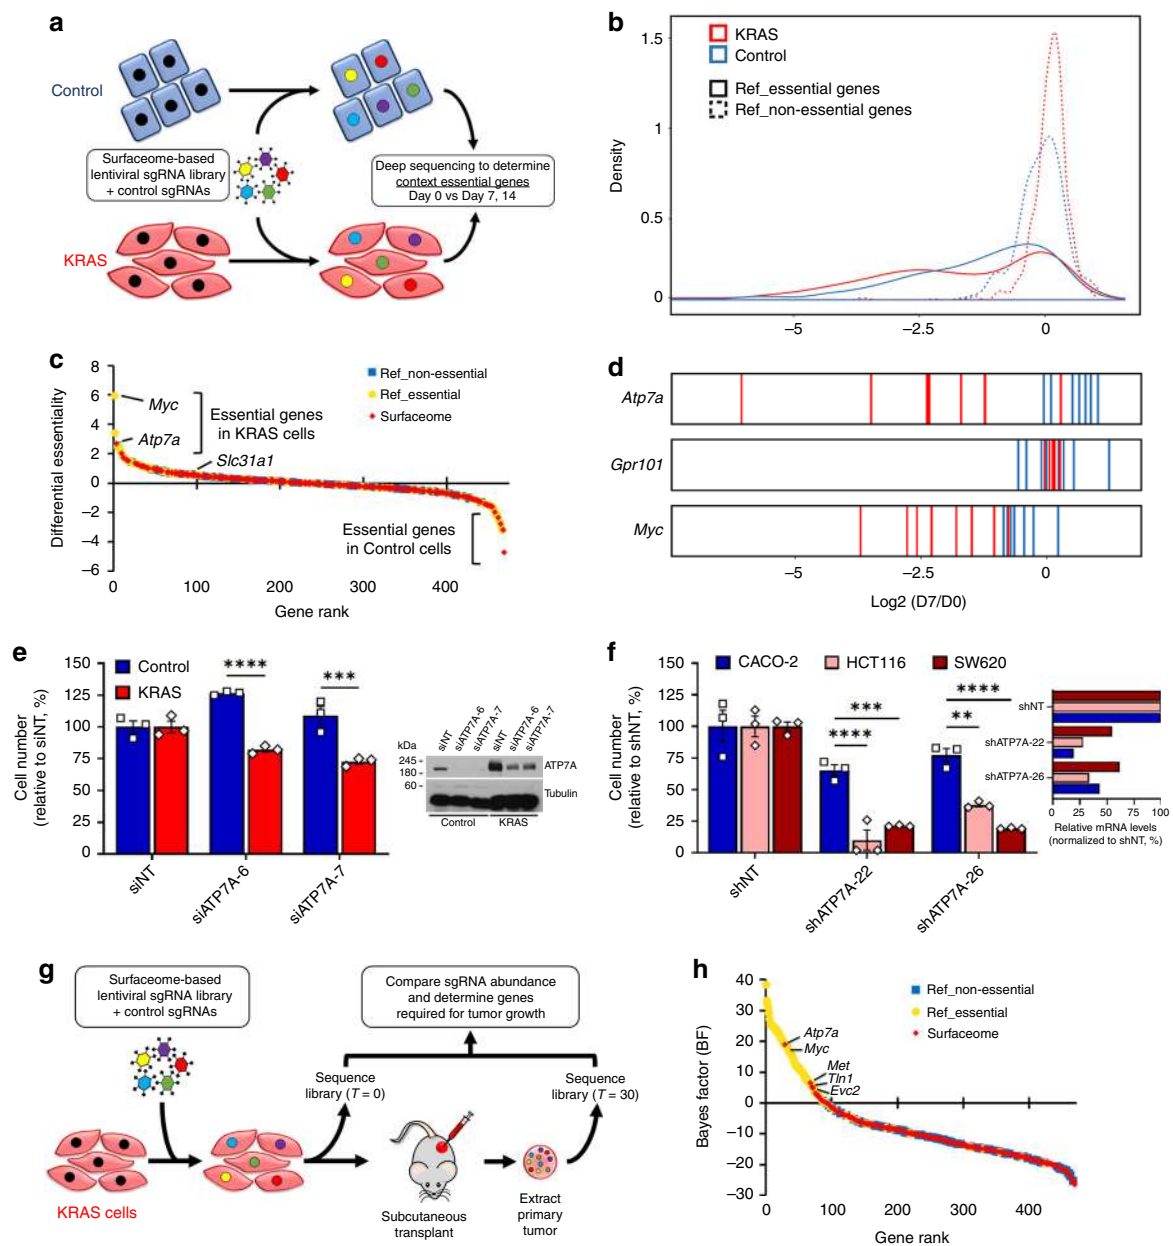 a
Control
Surfaceome-based
lentiviral sgRNA library
+ control sgRNAs
Deep sequencing to determine
context essential genes
Day 0 vs Day 7, 14
KRAS
b
KRAS
Control
Ref_essential genes
Ref_non-essential genes
Density
1.5
1
0.5
0
−5
−2.5
0
c
Differential essentiality
8
6
4
2
0
−2
−4
−6
Myc
Atp7a
Slc31a1
Essential genes
in KRAS cells
Ref_non-essential
Ref_essential
Surfaceome
Essential genes
in Control cells
0
100
200
300
400
Gene rank
d
Atp7a
Gpr101
Myc
−5
−2.5
0
Log2 (D7/D0)
e
Cell number
(relative to siNT, %)
150
125
100
75
50
25
0
Control
KRAS
****
***
siNT
siATP7A-6
siATP7A-7
kDa
245
180
60
siNT
siATP7A-6
siATP7A-7
siNT
siATP7A-6
siATP7A-7
ATP7A
Tubulin
Control
KRAS
f
Cell number
(relative to shNT, %)
150
125
100
75
50
25
0
CACO-2
HCT116
SW620
***
****
****
**
shNT
shATP7A-22
shATP7A-26
shNT
shATP7A-22
shATP7A-26
0
25
50
75
100
Relative mRNA levels
(normalized to shNT, %)
g
Surfaceome-based
lentiviral sgRNA library
+ control sgRNAs
Compare sgRNA abundance
and determine genes
required for tumor growth
Sequence
library (T = 0)
Sequence
library (T = 30)
KRAS cells
Subcutaneous
transplant
Extract
primary
tumor
h
Bayes factor (BF)
40
30
20
10
0
−10
−20
−30
Ref_non-essential
Ref_essential
Surfaceome
Atp7a
Myc
Met
Tln1
Evc2
0
100
200
300
400
Gene rank